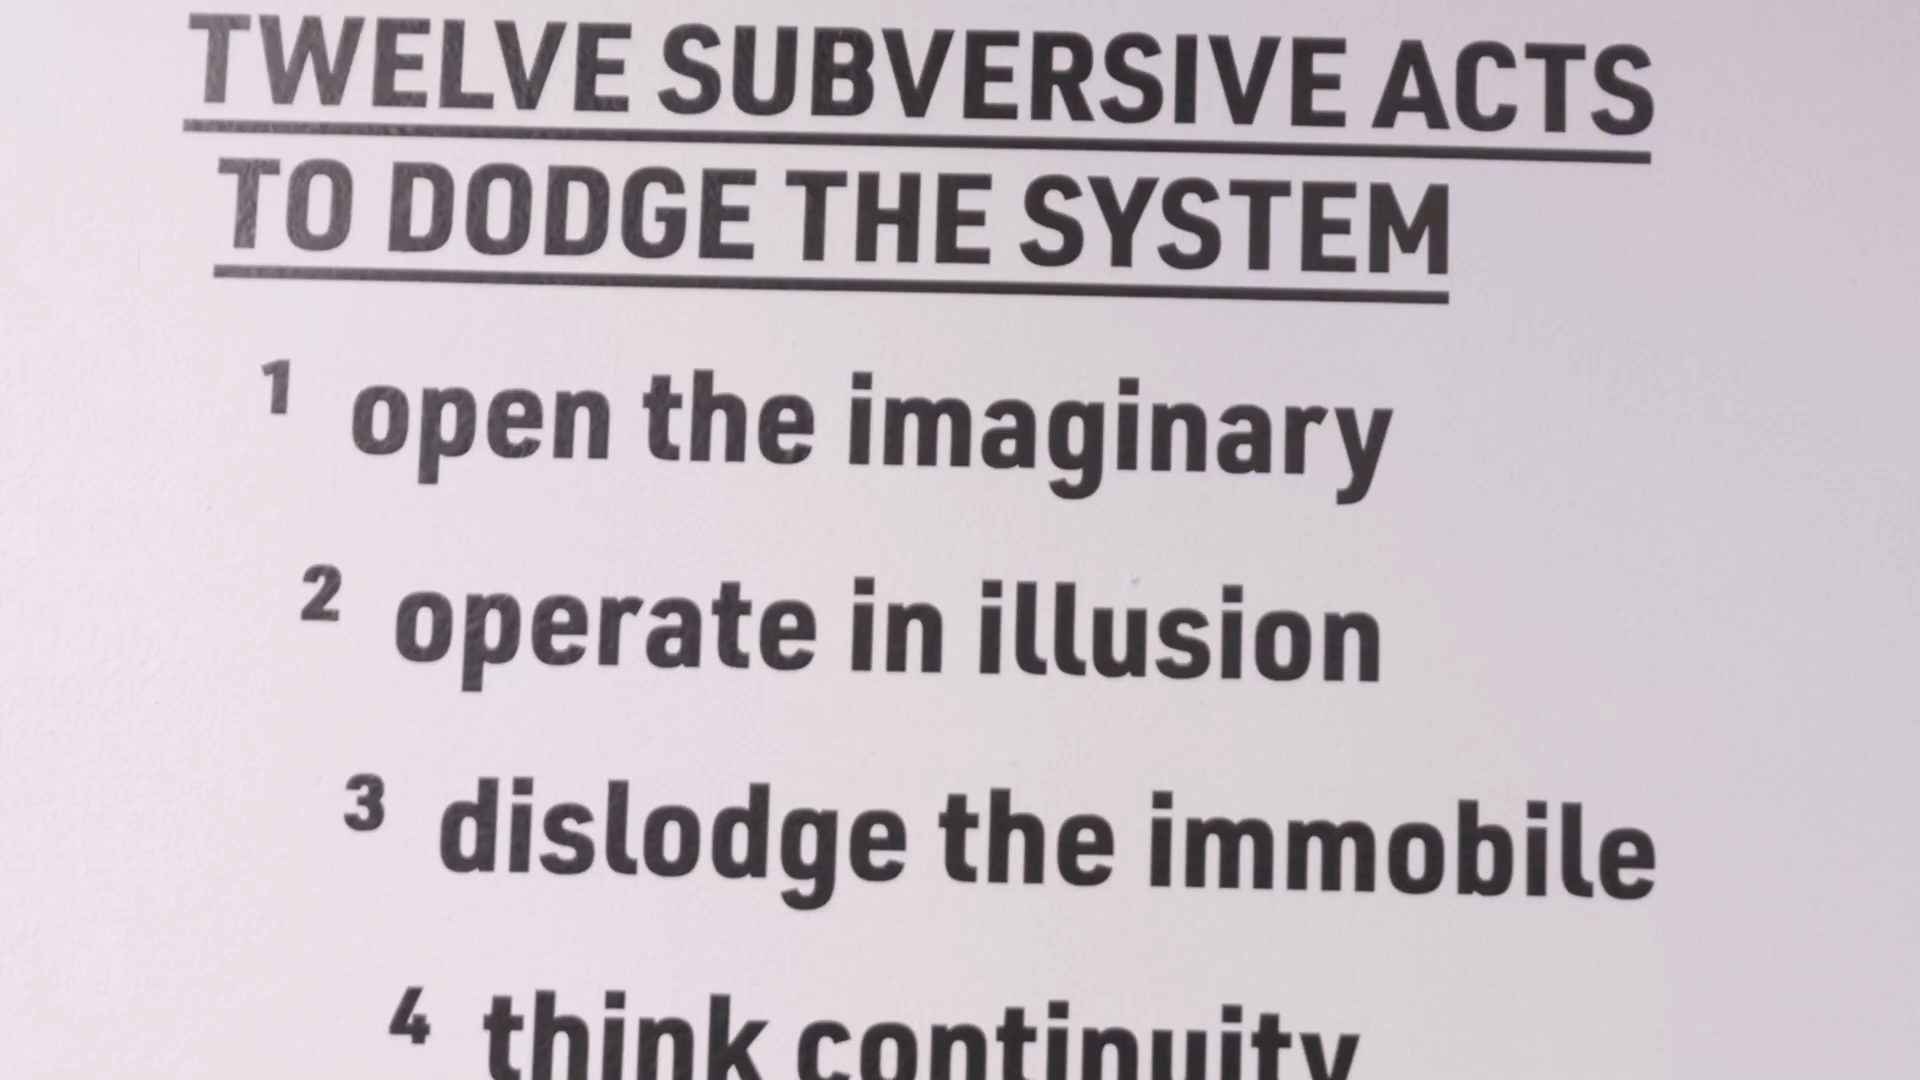 TWELVE SUBVERSIVE ACTS
TO DODGE THE SYSTEM
1 open the imaginary
2 operate in illusion
3 dislodge the immobile
4 think continuity